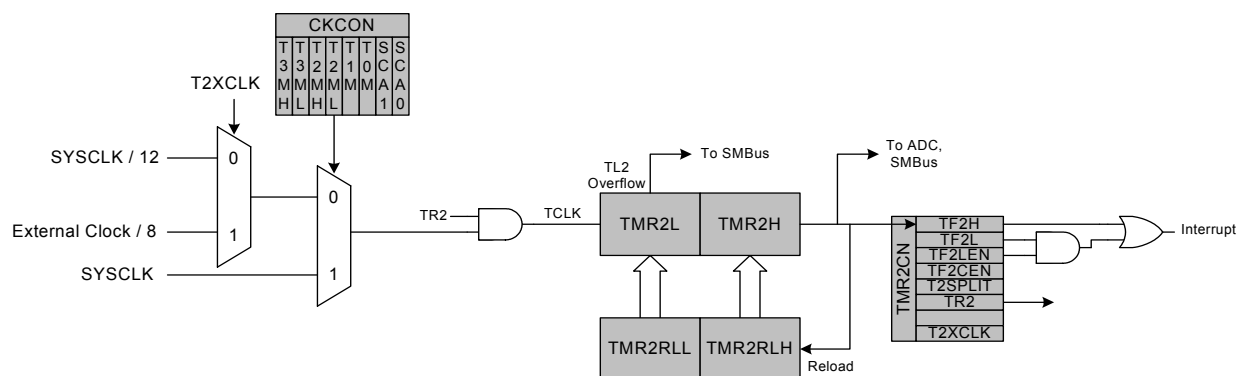 CKCON
T3MH
T3ML
T2MH
T2ML
T1M
T0M
SCA1
SCA0
T2XCLK
SYSCLK / 12
0
1
External Clock / 8
SYSCLK
0
1
TR2
TCLK
TL2
Overflow
To SMBus
To ADC,
SMBus
TMR2L
TMR2H
TMR2RLL
TMR2RLH
Reload
TMR2CN
TF2H
TF2L
TF2LEN
TF2CEN
T2SPLIT
TR2
T2XCLK
Interrupt